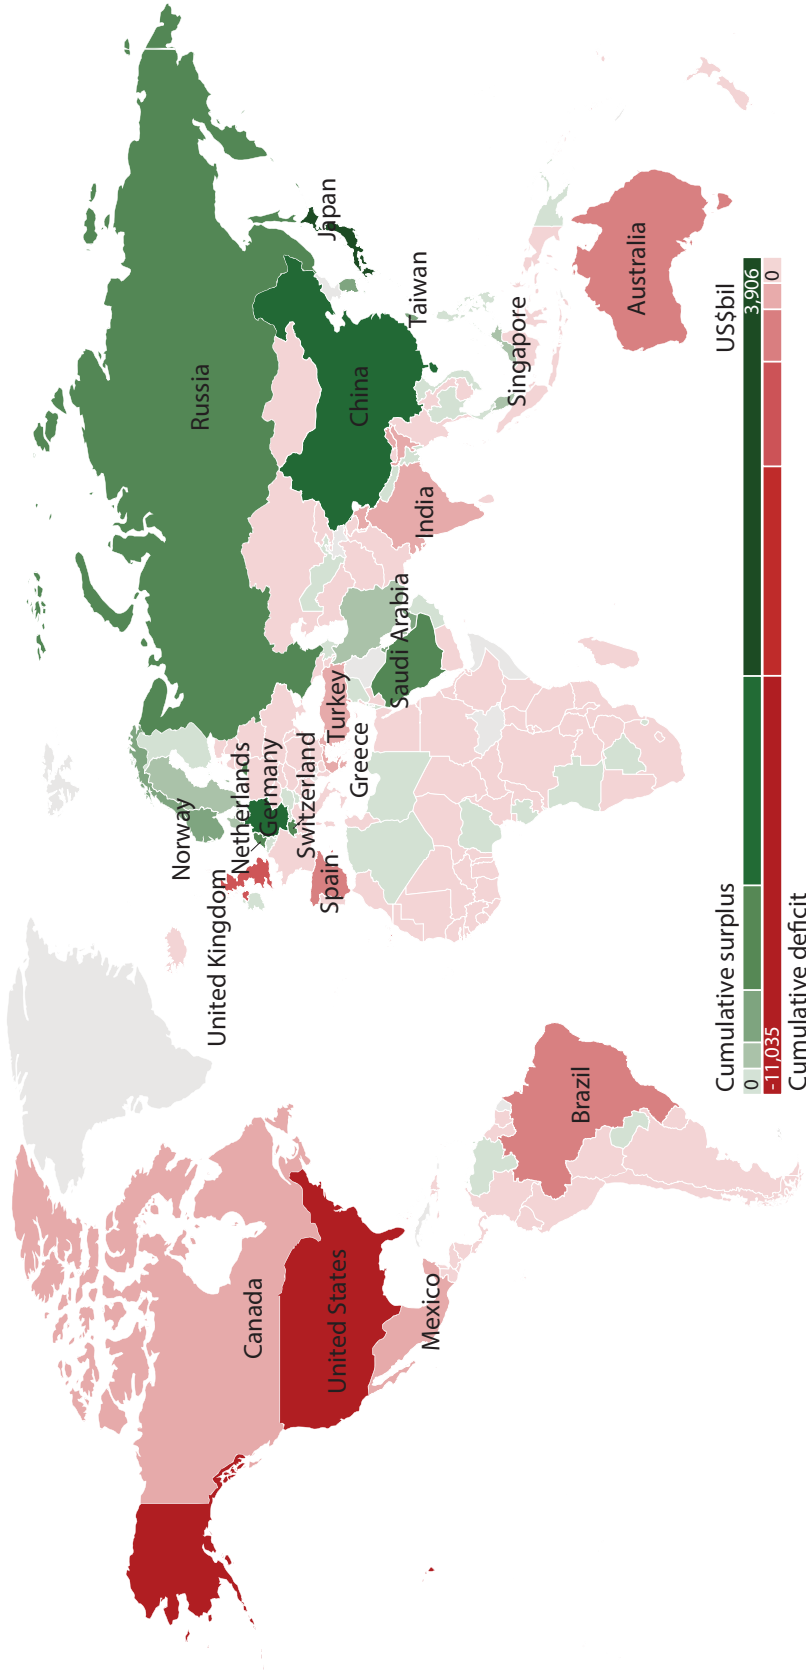 Canada
United States
Mexico
Brazil
United Kingdom
Norway
Netherlands
Germany
Switzerland
Spain
Greece
Turkey
Saudi Arabia
Russia
China
India
Japan
Taiwan
Singapore
Australia
Cumulative surplus
US$bil
0
3,906
-11,035
0
Cumulative deficit